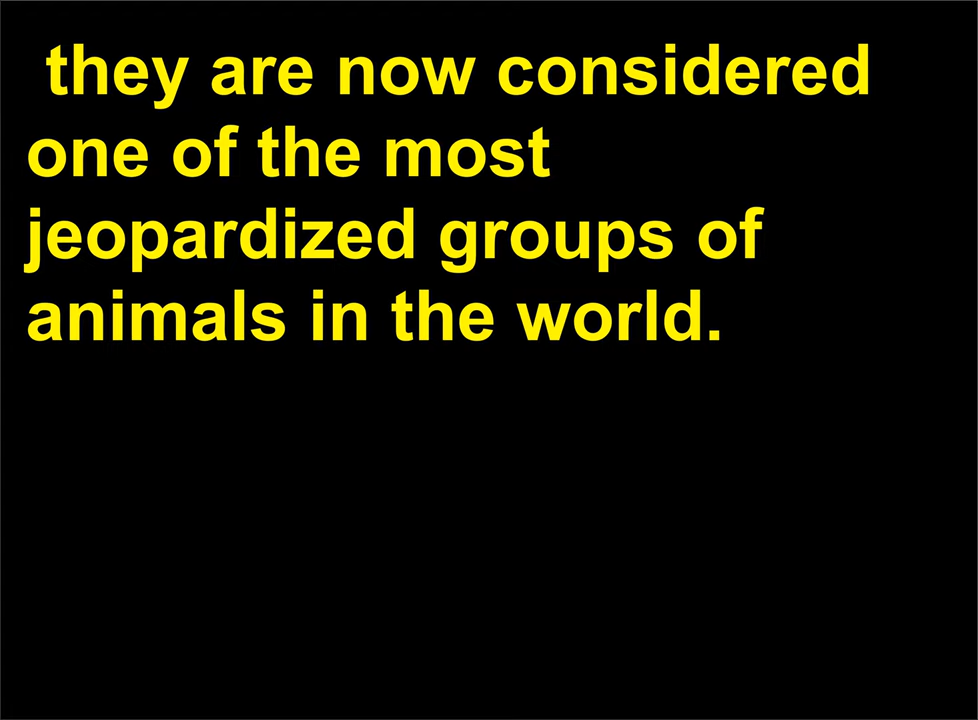 they are now considered
one of the most
jeopardized groups of
animals in the world.